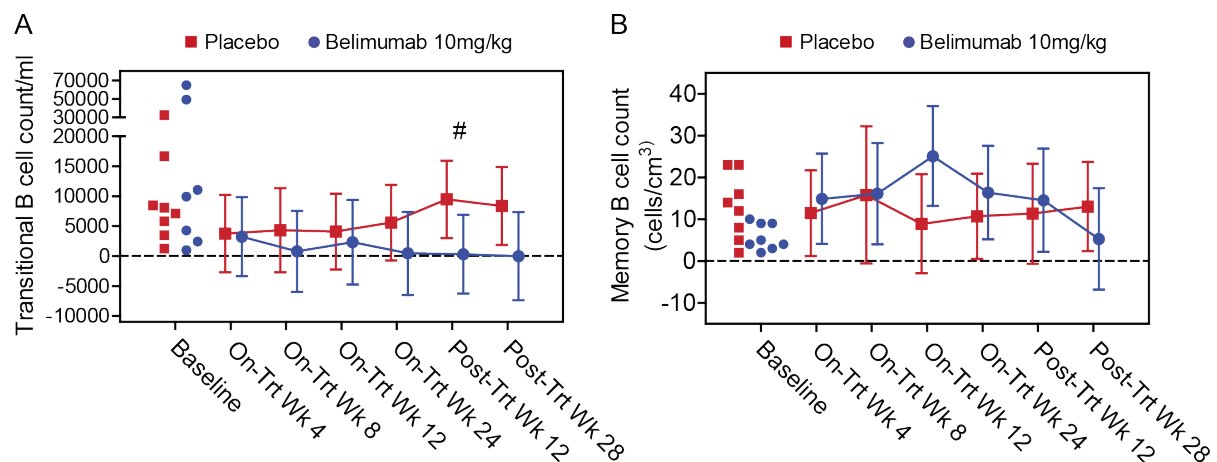 A
Placebo
Belimumab 10mg/kg
Transitional B cell count/ml
70000
50000
30000
20000
15000
10000
5000
0
-5000
-10000
#
Baseline
On-Trt Wk 4
On-Trt Wk 8
On-Trt Wk 12
On-Trt Wk 24
Post-Trt Wk 12
Post-Trt Wk 28
B
Placebo
Belimumab 10mg/kg
Memory B cell count
(cells/cm³)
40
30
20
10
0
-10
Baseline
On-Trt Wk 4
On-Trt Wk 8
On-Trt Wk 12
On-Trt Wk 24
Post-Trt Wk 12
Post-Trt Wk 28